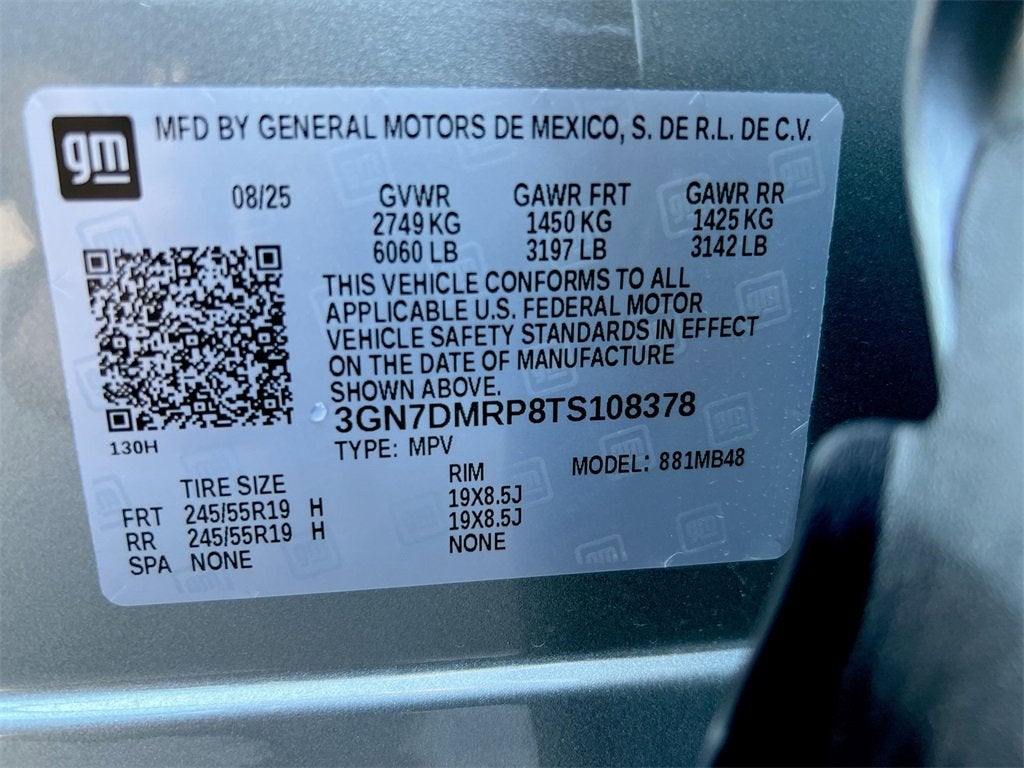 gm
MFD BY GENERAL MOTORS DE MEXICO, S. DE R.L. DE C.V.
08/25 GVWR GAWR FRT GAWR RR
2749 KG 1450 KG 1425 KG
6060 LB 3197 LB 3142 LB
THIS VEHICLE CONFORMS TO ALL
APPLICABLE U.S. FEDERAL MOTOR
VEHICLE SAFETY STANDARDS IN EFFECT
ON THE DATE OF MANUFACTURE
SHOWN ABOVE.
3GN7DMRP8TS108378
130H
TYPE: MPV MODEL: 881MB48
TIRE SIZE RIM
FRT 245/55R19 H 19X8.5J
RR 245/55R19 H 19X8.5J
SPA NONE NONE